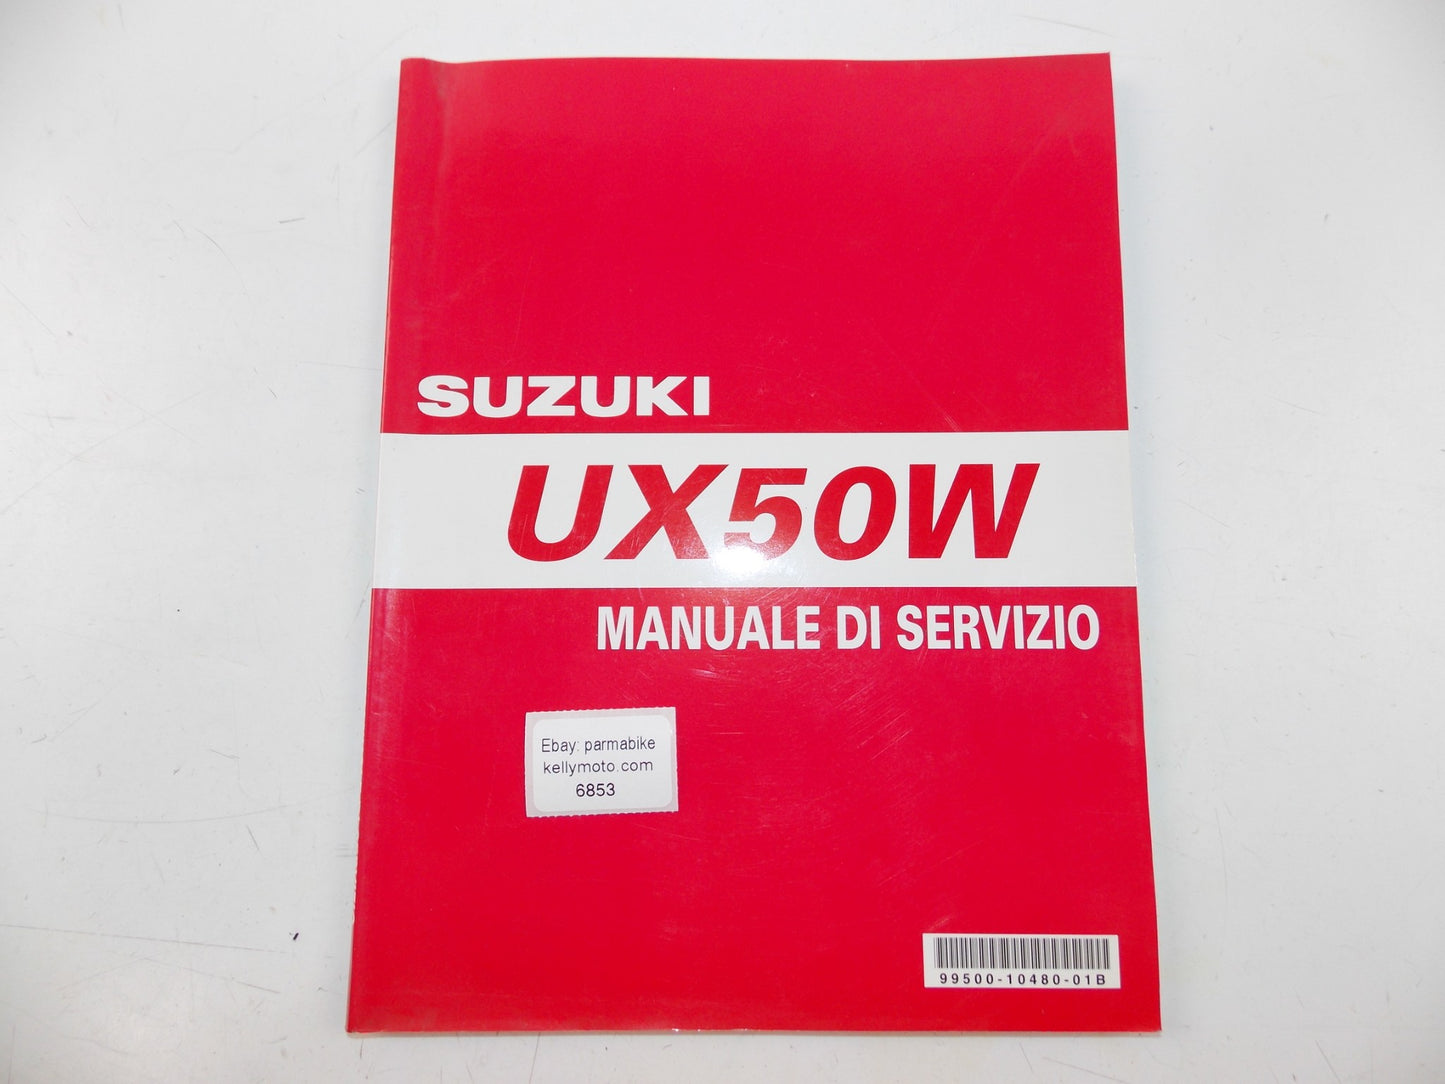 SUZUKI
UX50W
MANUALE DI SERVIZIO
Ebay: parmabike
kellymoto.com
6853
99500-10480-01B